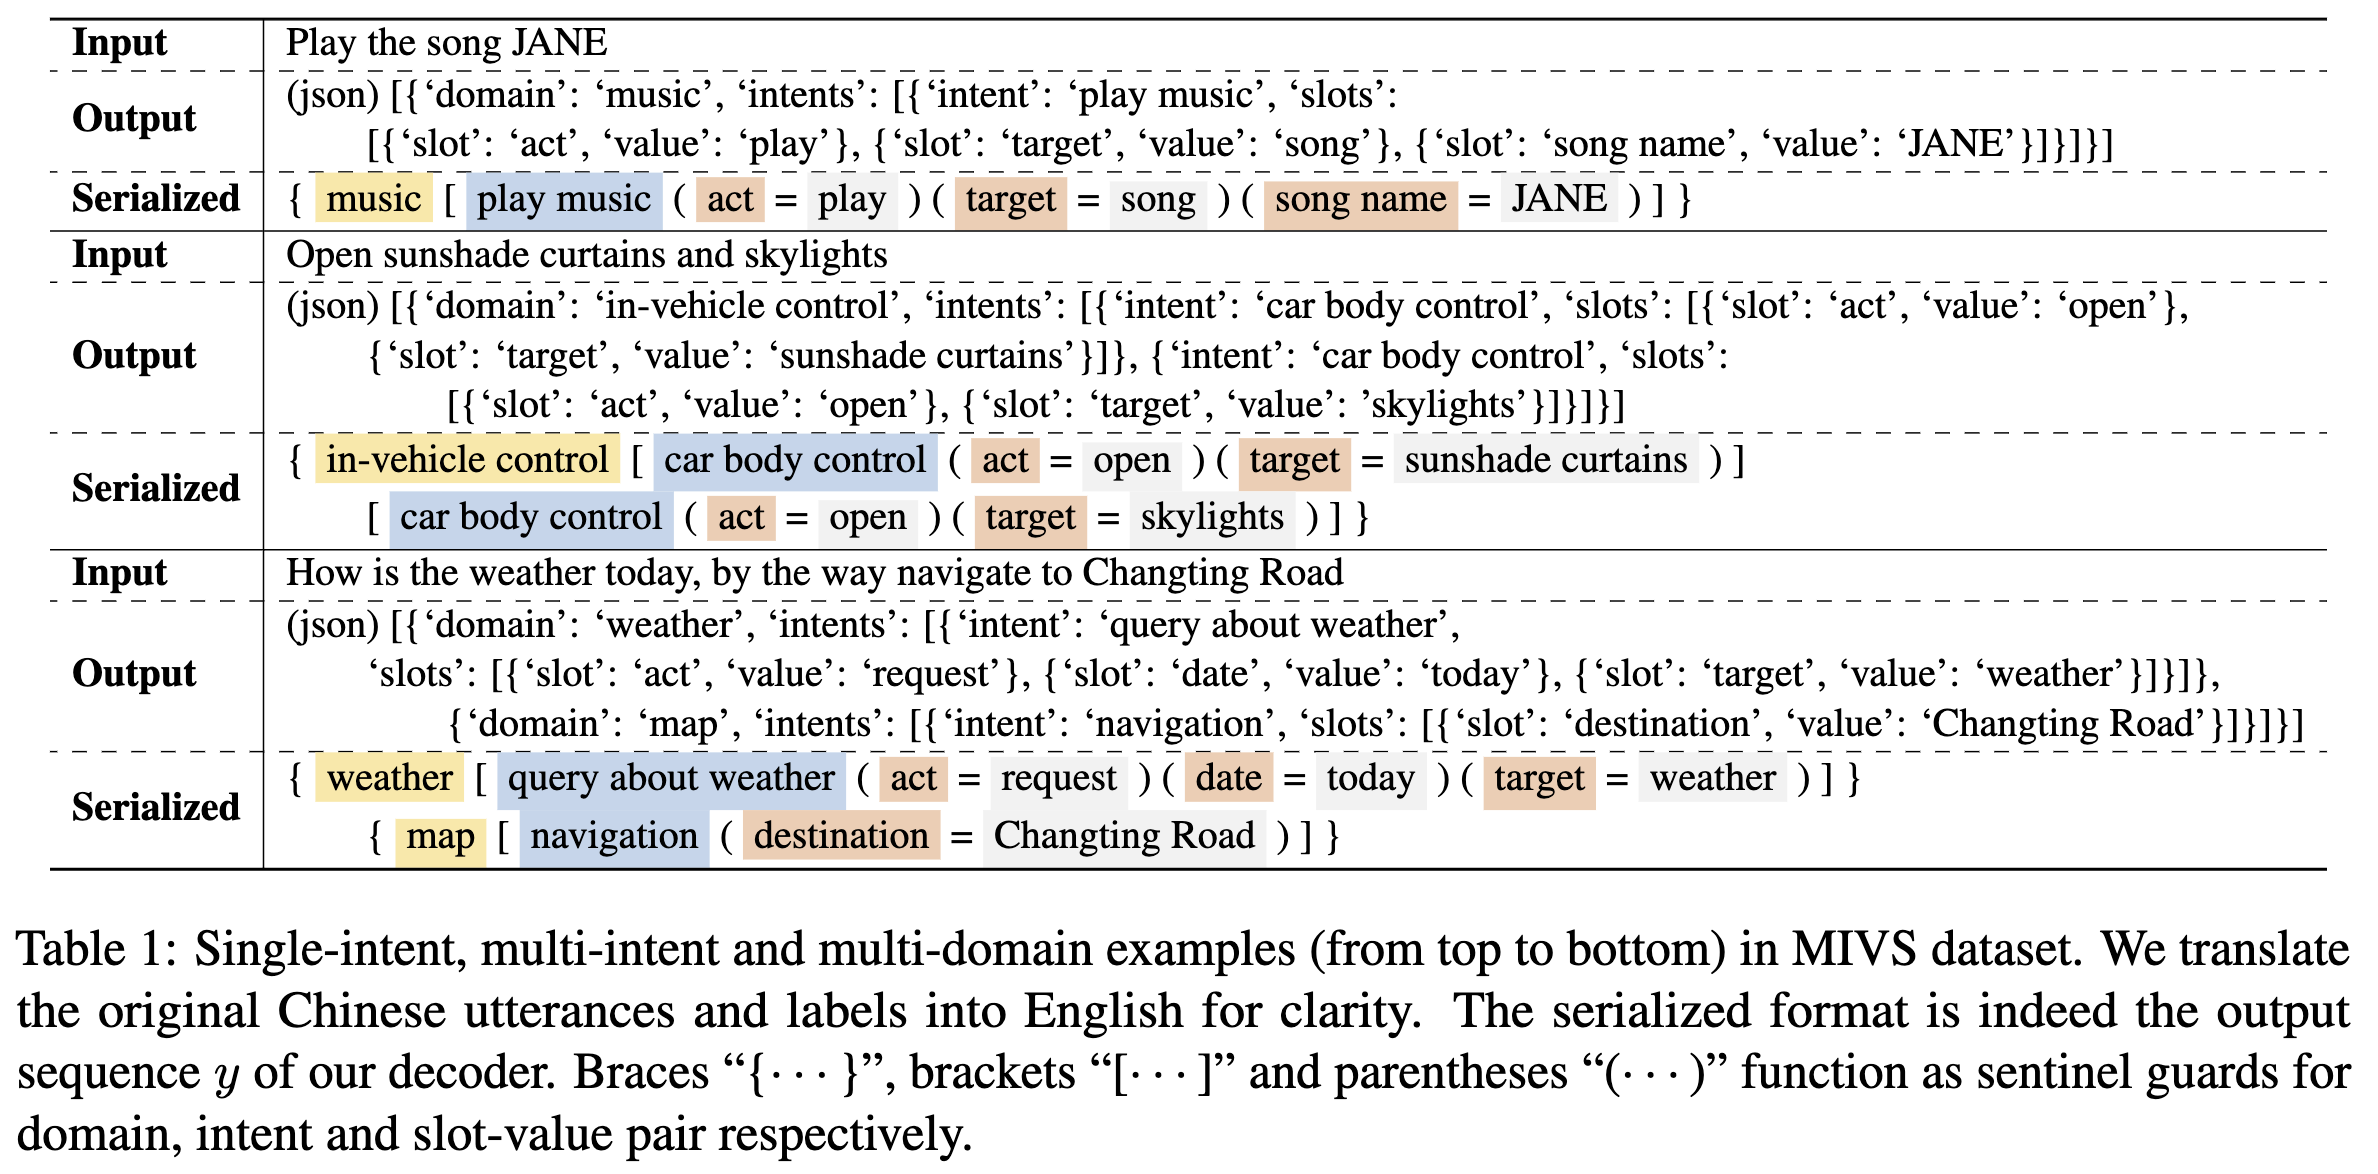 Input Play the song JANE
(json) [{‘domain’: ‘music’, ‘intents’: [{‘intent’: ‘play music’, ‘slots’:
Output
[{‘slot’: ‘act’, ‘value’: ‘play’}, {‘slot’: ‘target’, ‘value’: ‘song’}, {‘slot’: ‘song name’, ‘value’: ‘JANE’}]}]}]
Serialized { music [ play music ( act = play ) ( target = song ) ( song name = JANE ) ] }
Input Open sunshade curtains and skylights
(json) [{‘domain’: ‘in-vehicle control’, ‘intents’: [{‘intent’: ‘car body control’, ‘slots’: [{‘slot’: ‘act’, ‘value’: ‘open’},
Output {‘slot’: ‘target’, ‘value’: ‘sunshade curtains’}]}, {‘intent’: ‘car body control’, ‘slots’:
[{‘slot’: ‘act’, ‘value’: ‘open’}, {‘slot’: ‘target’, ‘value’: ’skylights’}]}]}]
{ in-vehicle control [ car body control ( act = open ) ( target = sunshade curtains ) ]
Serialized
[ car body control ( act = open ) ( target = skylights ) ] }
Input How is the weather today, by the way navigate to Changting Road
(json) [{‘domain’: ‘weather’, ‘intents’: [{‘intent’: ‘query about weather’,
Output ‘slots’: [{‘slot’: ‘act’, ‘value’: ‘request’}, {‘slot’: ‘date’, ‘value’: ‘today’}, {‘slot’: ‘target’, ‘value’: ‘weather’}]}]},
{‘domain’: ‘map’, ‘intents’: [{‘intent’: ‘navigation’, ‘slots’: [{‘slot’: ‘destination’, ‘value’: ‘Changting Road’}]}]}]
{ weather [ query about weather ( act = request ) ( date = today ) ( target = weather ) ] }
Serialized
{ map [ navigation ( destination = Changting Road ) ] }
Table 1: Single-intent, multi-intent and multi-domain examples (from top to bottom) in MIVS dataset. We translate
the original Chinese utterances and labels into English for clarity. The serialized format is indeed the output
sequence y of our decoder. Braces “{· · · }”, brackets “[· · · ]” and parentheses “(· · · )” function as sentinel guards for
domain, intent and slot-value pair respectively.